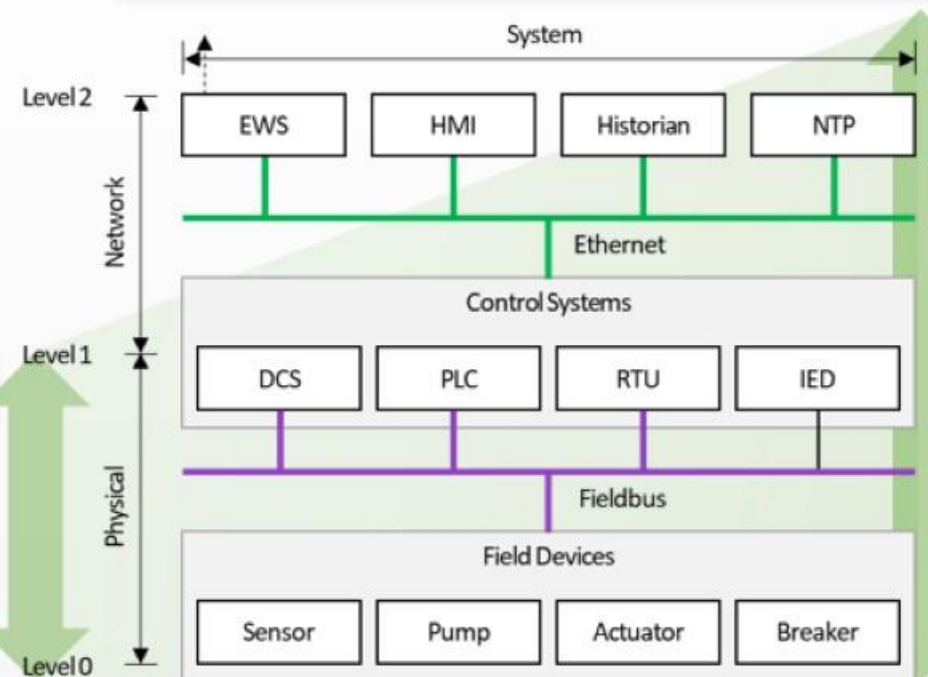 System
Level 2
EWS
HMI
Historian
NTP
Network
Ethernet
Control Systems
Level 1
DCS
PLC
RTU
IED
Physical
Fieldbus
Field Devices
Sensor
Pump
Actuator
Breaker
Level 0